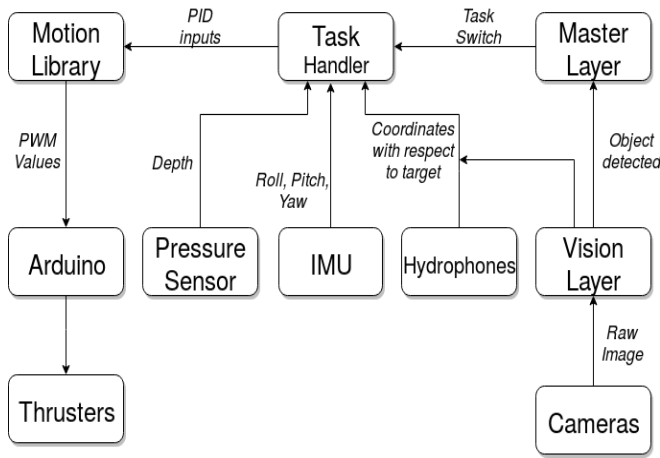 Motion
Library
PID
inputs
Task
Handler
Task
Switch
Master
Layer
PWM
Values
Depth
Roll, Pitch,
Yaw
Coordinates
with respect
to target
Object
detected
Arduino
Pressure
Sensor
IMU
Hydrophones
Vision
Layer
Raw
Image
Thrusters
Cameras